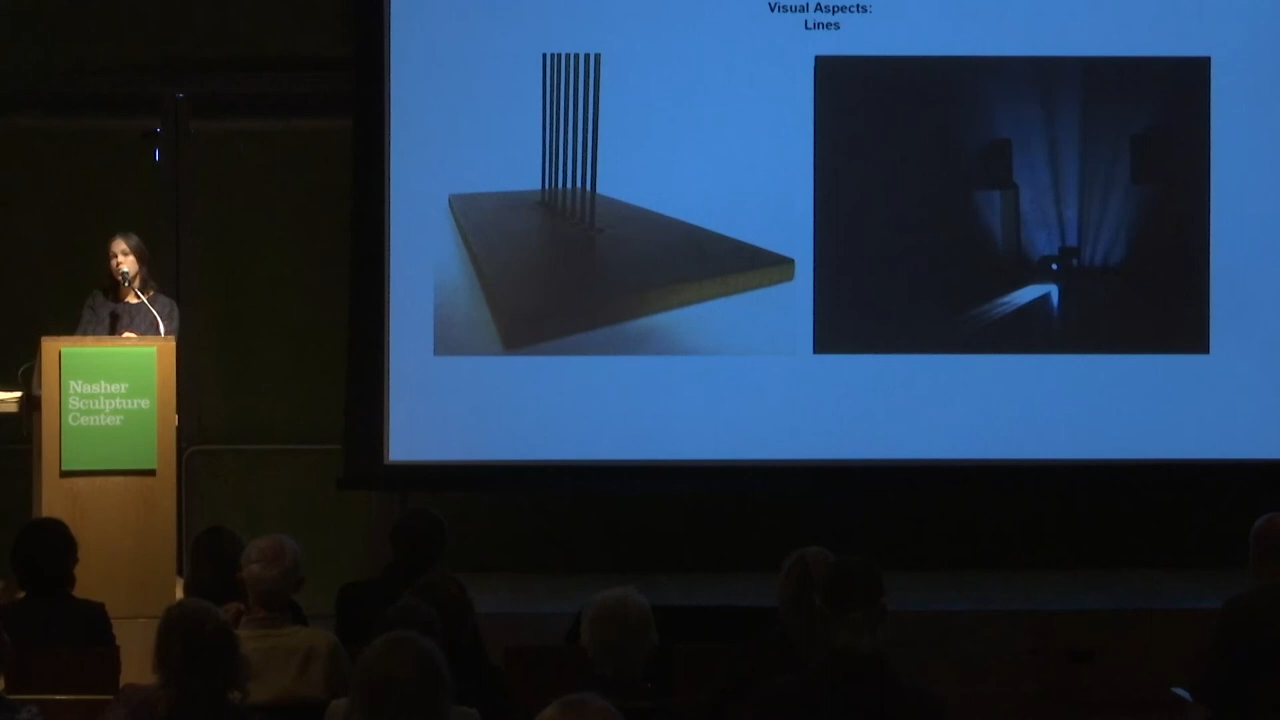 Visual Aspects:
Lines
Nasher
Sculpture
Center